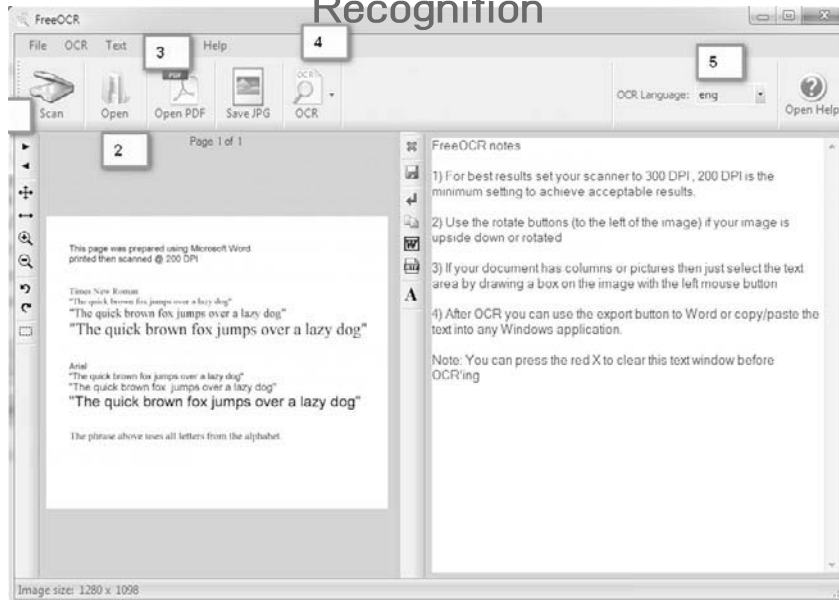 Recognition
FreeOCR
File OCR Text Help
3
4
5
Scan
Open
Open PDF
Save JPG
OCR
OCR Language: eng
Open Help
2
Page 1 of 1
This page was prepared using Microsoft Word
printed then scanned @ 200 DPI
Times New Roman
"The quick brown fox jumps over a lazy dog"
"The quick brown fox jumps over a lazy dog"
"The quick brown fox jumps over a lazy dog"
Arial
"The quick brown fox jumps over a lazy dog"
"The quick brown fox jumps over a lazy dog"
"The quick brown fox jumps over a lazy dog"
The phrase above uses all letters from the alphabet
FreeOCR notes
1) For best results set your scanner to 300 DPI , 200 DPI is the
minimum setting to achieve acceptable results.
2) Use the rotate buttons (to the left of the image) if your image is
upside down or rotated
3) If your document has columns or pictures then just select the text
area by drawing a box on the image with the left mouse button
4) After OCR you can use the export button to Word or copy/paste the
text into any Windows application.
Note: You can press the red X to clear this text window before
OCR'ing
Image size: 1280 x 1098